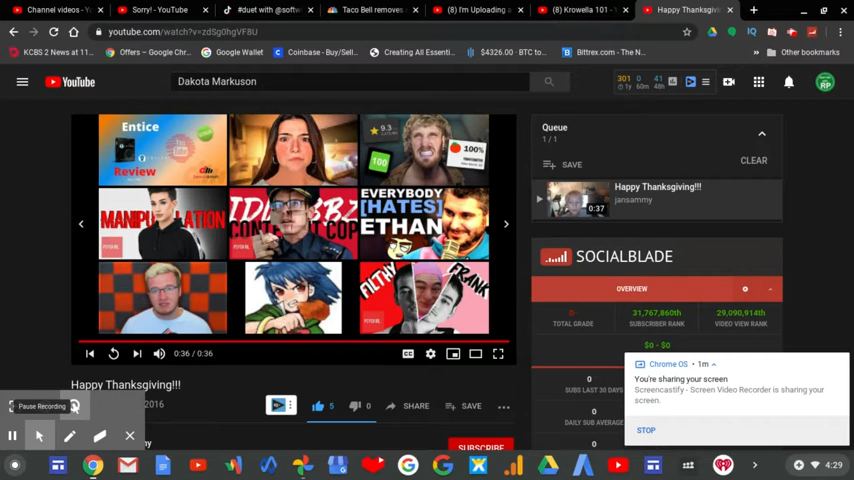 Channel videos - Y
Sorry! - YouTube
#duet with @softw
Taco Bell removes
(8) I'm Uploading a
(8) Krowella 101 -
Happy Thanksgivi
youtube.com/watch?v=zdSg0hgVF8U
KCBS 2 News at 11...
Offers – Google Chr...
Google Wallet
Coinbase - Buy/Sell...
Creating All Essenti...
$4326.00 - BTC to...
Bittrex.com - The N...
Other bookmarks
YouTube
Dakota Markuson
301 0 41
1y 60m 48h
RP
Entice
Review
9.3
100
100%
MANIPULATION
EVERYBODY
[HATES]
ETHAN
FILTHY
FRANK
Queue
1 / 1
SAVE
CLEAR
Happy Thanksgiving!!!
jansammy
0:37
SOCIALBLADE
OVERVIEW
31,767,860th
29,090,914th
TOTAL GRADE
SUBSCRIBER RANK
VIDEO VIEW RANK
$0 - $0
0
SUBS LAST 30 DAYS
0
DAILY SUB AVERAGE
0
0:36 / 0:36
Happy Thanksgiving!!!
2016
5
0
SHARE
SAVE
SUBSCRIBE
Pause Recording
Chrome OS • 1m
You're sharing your screen
Screencastify - Screen Video Recorder is sharing your
screen.
STOP
4:29